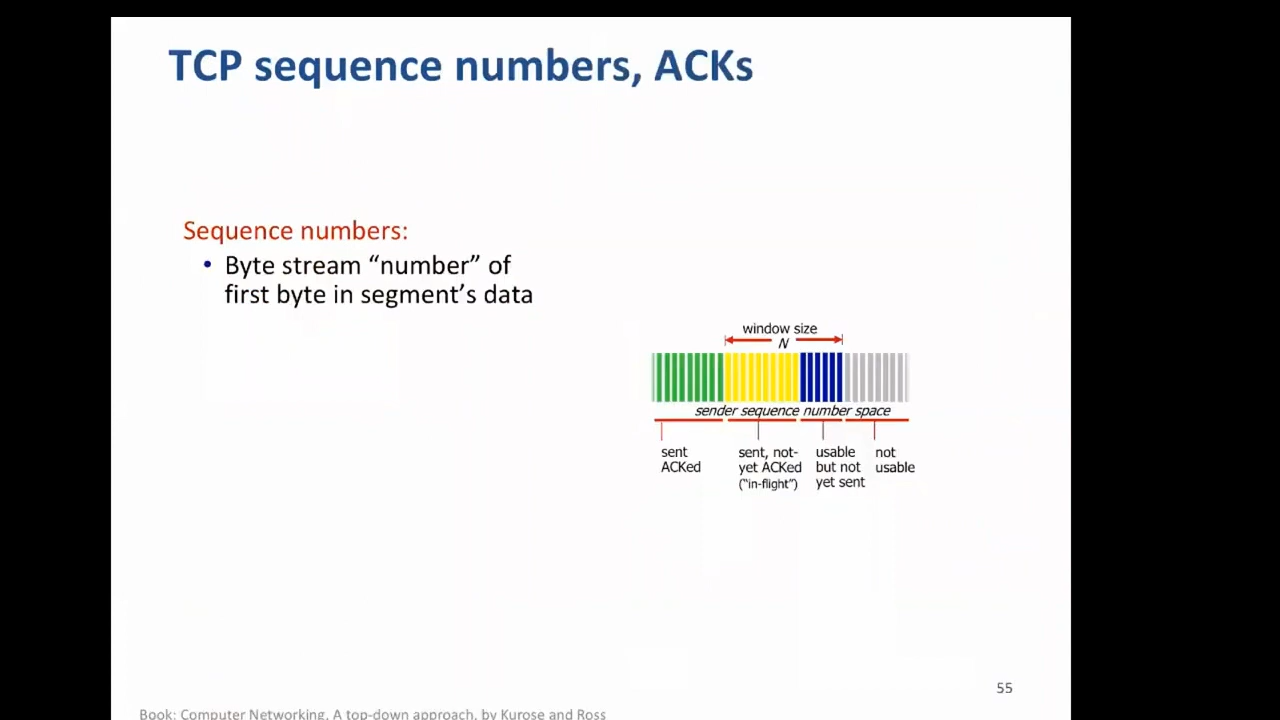 TCP sequence numbers, ACKs
Sequence numbers:
• Byte stream “number” of
first byte in segment’s data
window size
N
sender sequence number space
sent
ACKed
sent, not-
yet ACKed
(“in-flight”)
usable
but not
yet sent
not
usable
55
Book: Computer Networking, A top-down approach, by Kurose and Ross